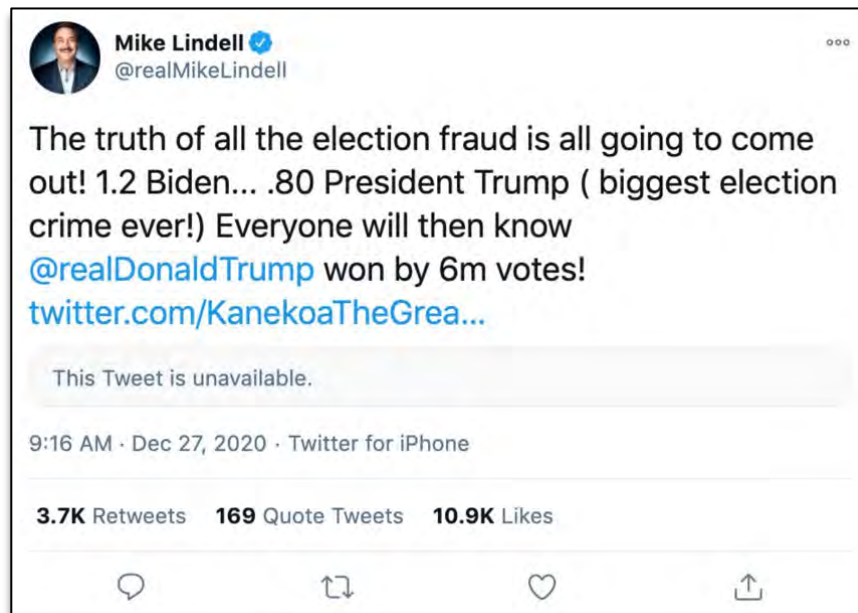 Mike Lindell
@realMikeLindell
The truth of all the election fraud is all going to come
out! 1.2 Biden... .80 President Trump ( biggest election
crime ever!) Everyone will then know
@realDonaldTrump won by 6m votes!
twitter.com/KanekoaTheGrea...
This Tweet is unavailable.
9:16 AM · Dec 27, 2020 · Twitter for iPhone
3.7K Retweets 169 Quote Tweets 10.9K Likes